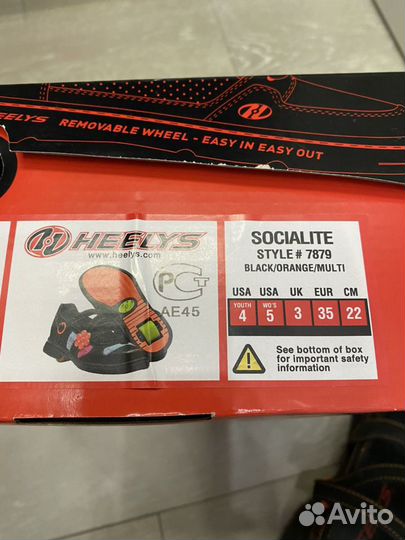 HEELYS REMOVABLE WHEEL - EASY IN EASY OUT
HEELYS
www.heelys.com
РСТ
AE45
SOCIALITE
STYLE # 7879
BLACK/ORANGE/MULTI
USA USA UK EUR CM
YOUTH 4 WO'S 5 3 35 22
See bottom of box
for important safety
information
Avito